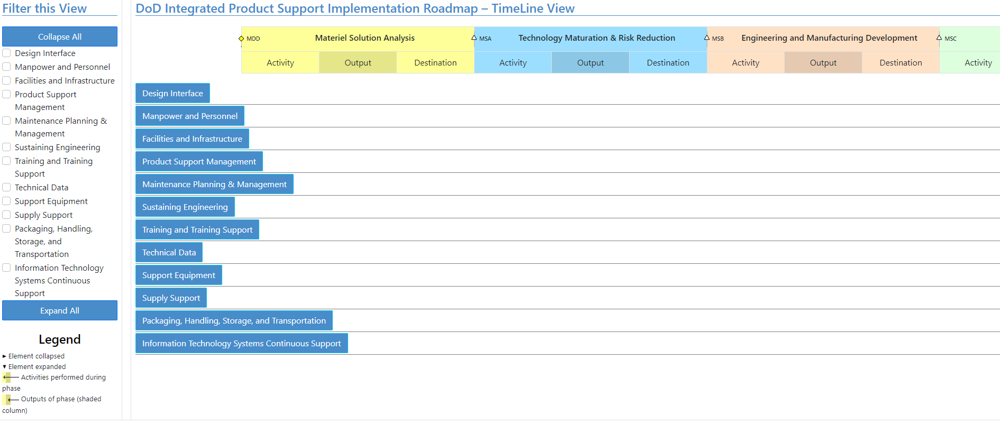 Filter this View
Collapse All
Design Interface
Manpower and Personnel
Facilities and Infrastructure
Product Support
Management
Maintenance Planning &
Management
Sustaining Engineering
Training and Training
Support
Technical Data
Support Equipment
Supply Support
Packaging, Handling,
Storage, and
Transportation
Information Technology
Systems Continuous
Support
Expand All
Legend
Element collapsed
Element expanded
Activities performed during
phase
Outputs of phase (shaded
column)
DoD Integrated Product Support Implementation Roadmap – TimeLine View
MDD Materiel Solution Analysis MSA Technology Maturation & Risk Reduction MSB Engineering and Manufacturing Development MSC
Activity Output Destination Activity Output Destination Activity Output Destination Activity
Design Interface
Manpower and Personnel
Facilities and Infrastructure
Product Support Management
Maintenance Planning & Management
Sustaining Engineering
Training and Training Support
Technical Data
Support Equipment
Supply Support
Packaging, Handling, Storage, and Transportation
Information Technology Systems Continuous Support